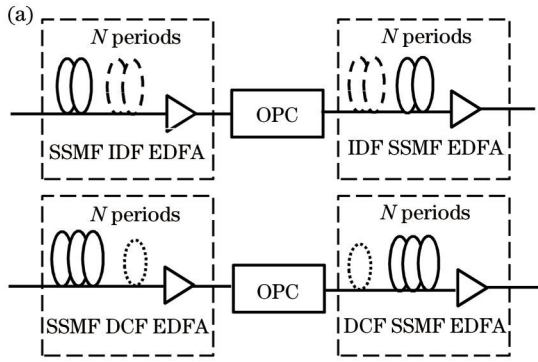 (a)
N periods
N periods
OPC
SSMF IDF EDFA
IDF SSMF EDFA
N periods
N periods
OPC
SSMF DCF EDFA
DCF SSMF EDFA